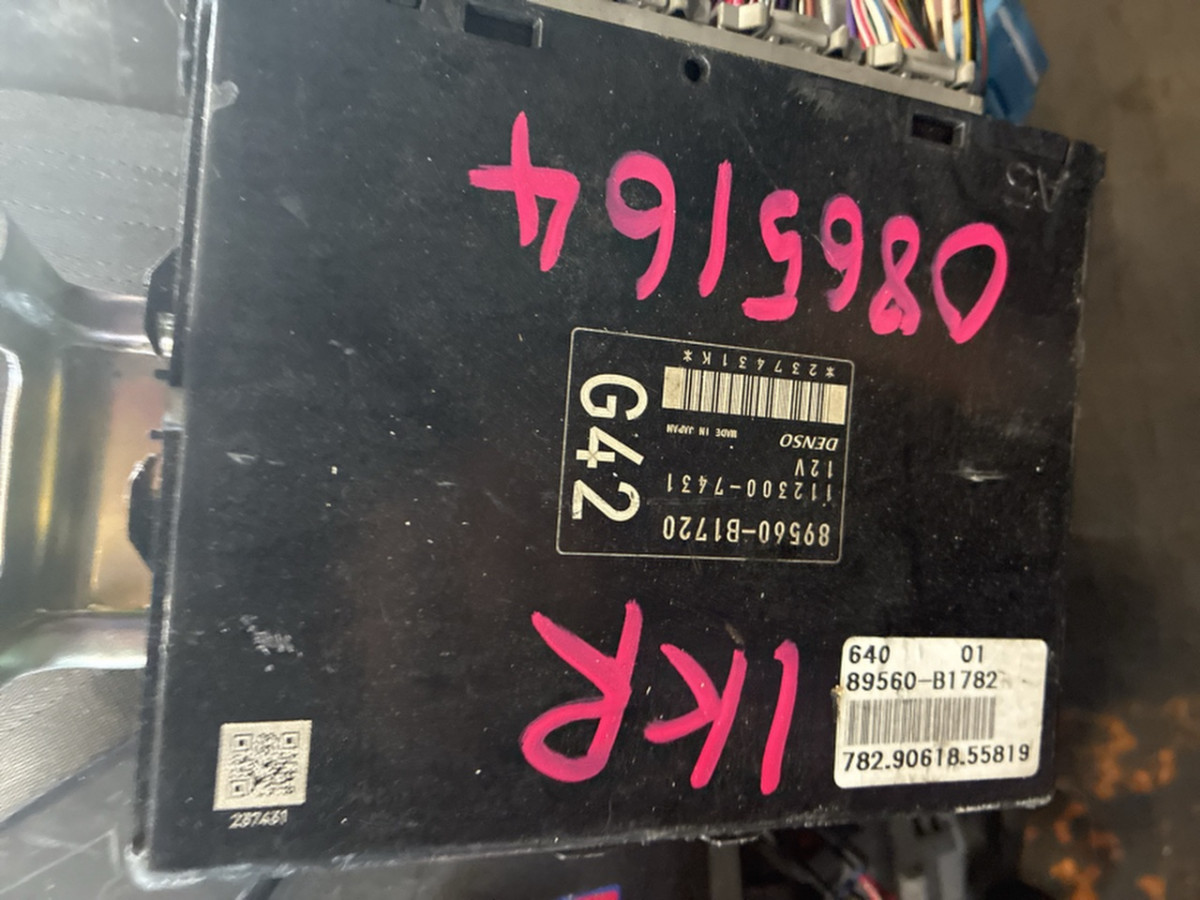 1KR
89560-B1720
112300-7431
12V
DENSO MADE IN JAPAN
*237431K*
G42
0865164
640 01
89560-B1782
782.90618.55819
237431